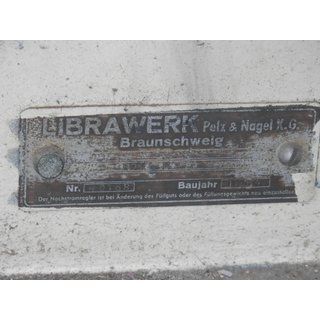 LIBRAWERK Pelz & Nagel K.G.
Braunschweig
Nr. Baujahr
Der Nachstromregler ist bei Änderung des Füllguts oder des Füllungsgewichts neu einzustellen